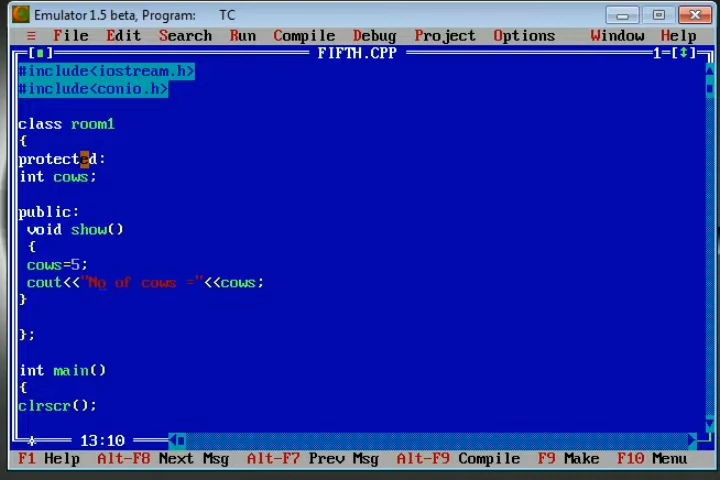 Emulator 1.5 beta, Program: TC
≡ File Edit Search Run Compile Debug Project Options Window Help
[■] FIFTH.CPP 1=[↕]
#include<iostream.h>
#include<conio.h>
class room1
{
protected:
int cows;
public:
void show()
{
cows=5;
cout<<"No of cows ="<<cows;
}
};
int main()
{
clrscr();
* 13:10
F1 Help Alt-F8 Next Msg Alt-F7 Prev Msg Alt-F9 Compile F9 Make F10 Menu